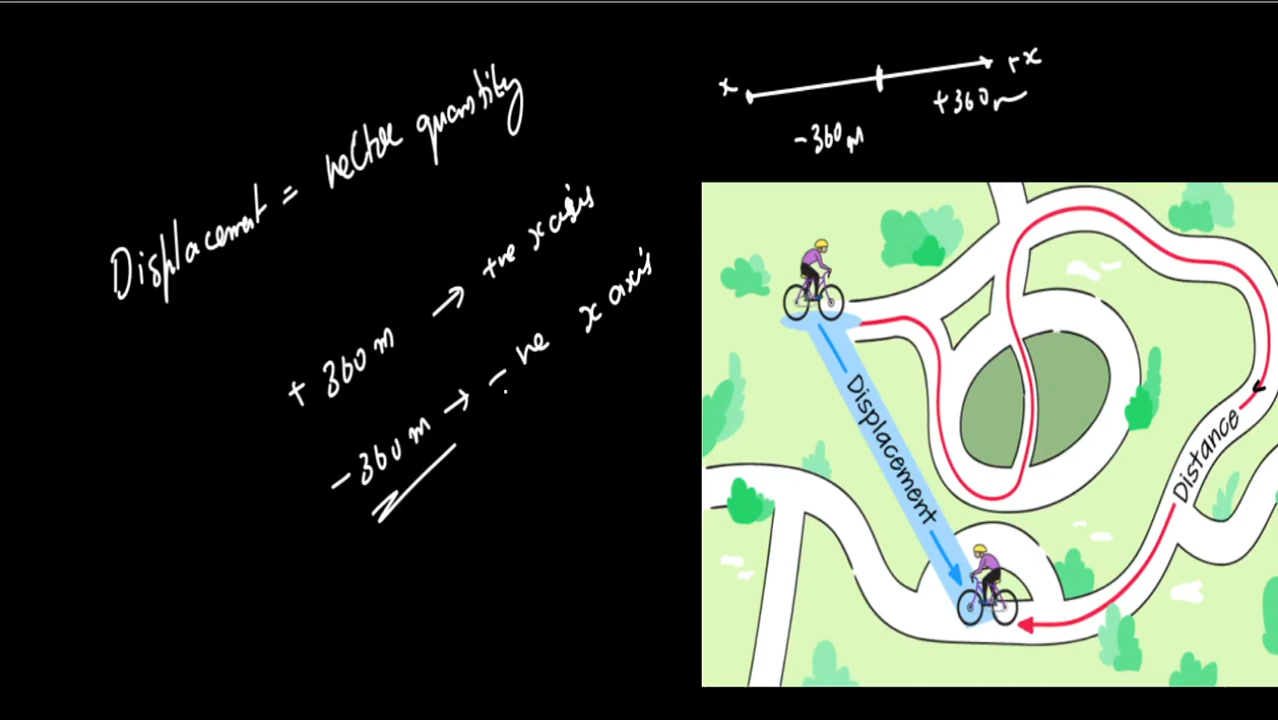 Displacement = vector quantity
+ 360 m → +ve x axis
- 360 m → - ve x axis
x +x
-360 m +360 m
Displacement
Distance